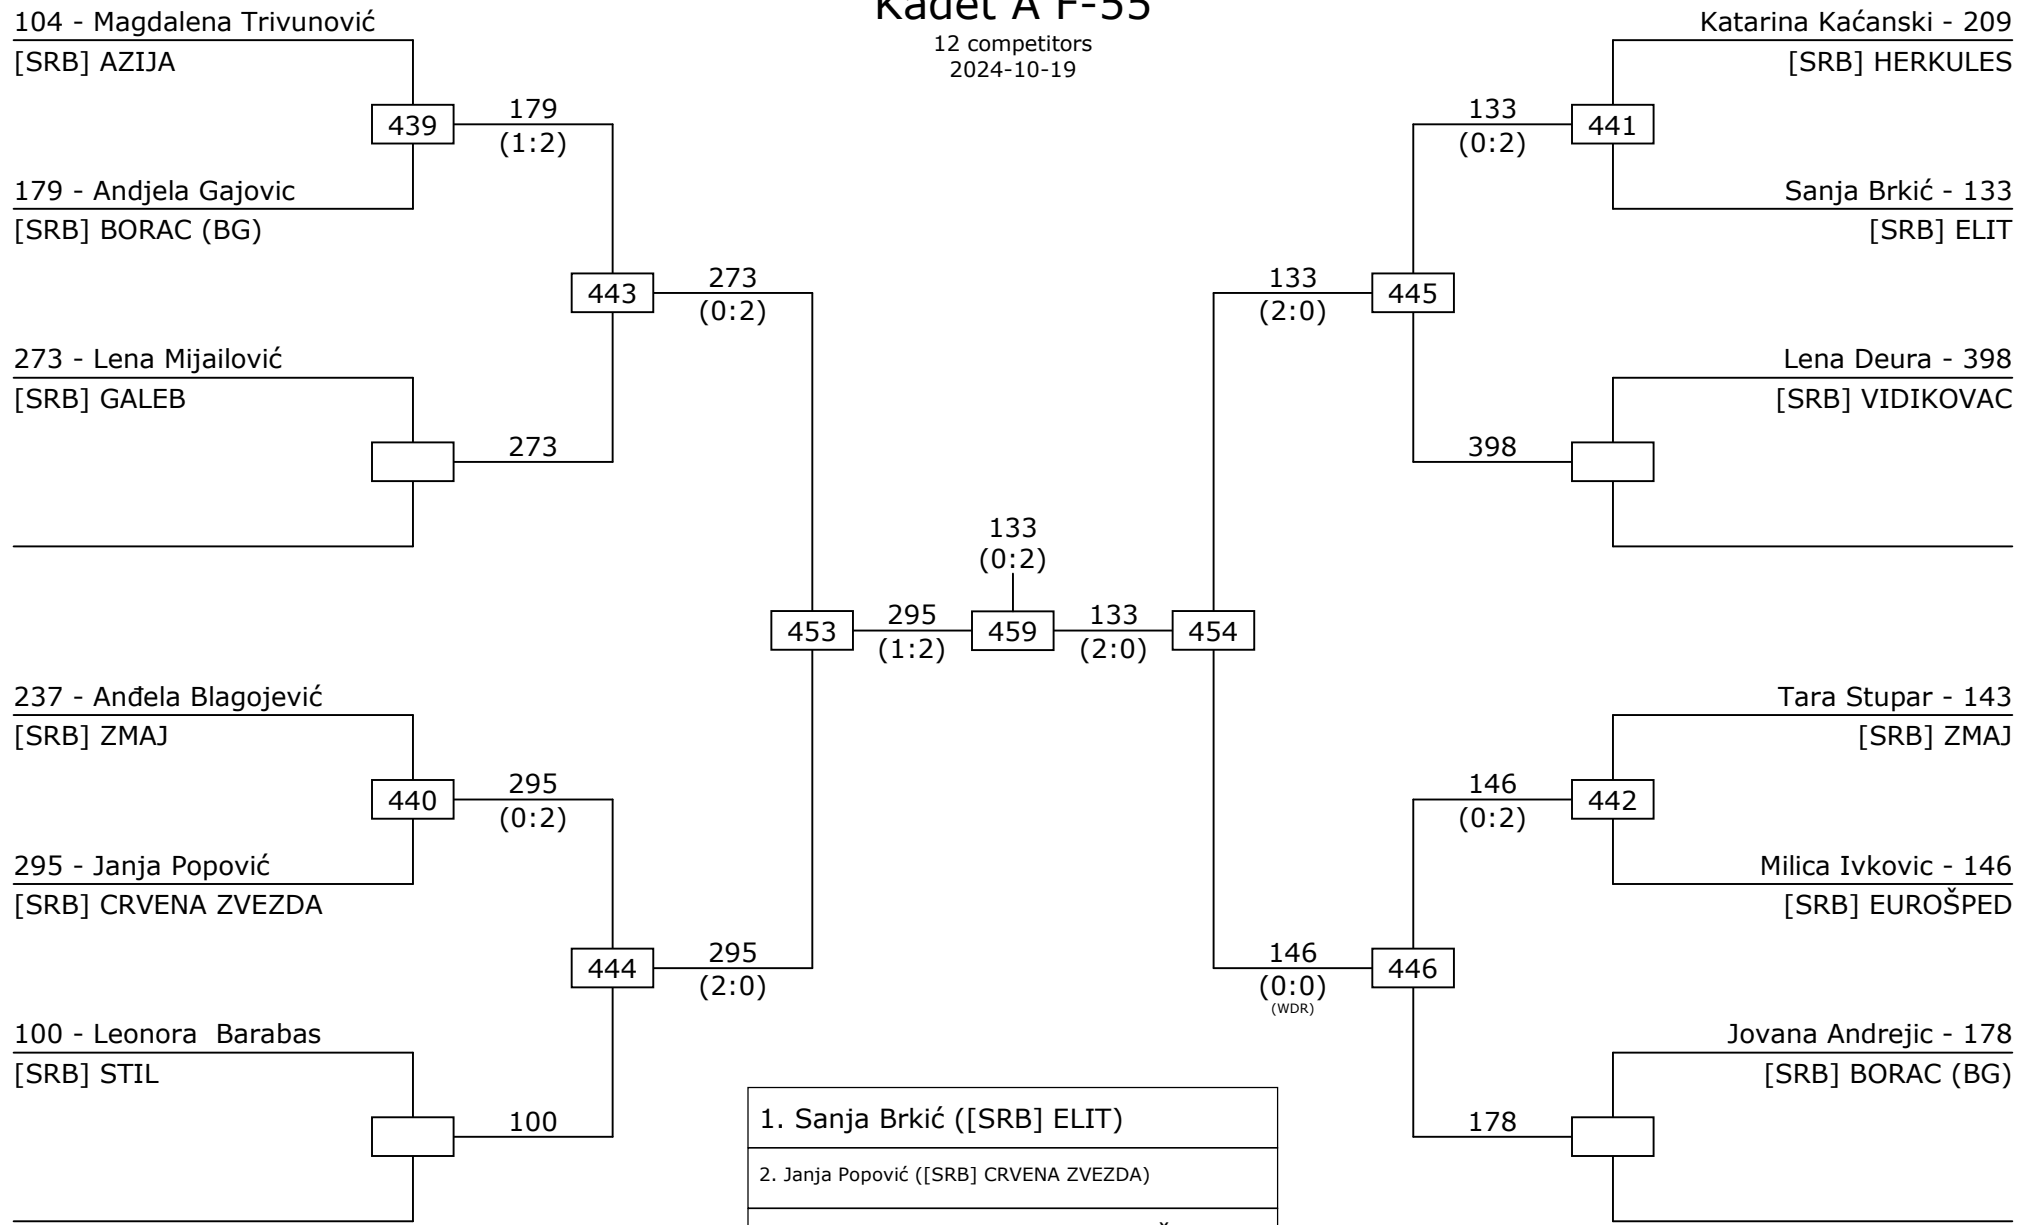 Kadet A F-55
12 competitors
2024-10-19
104 - Magdalena Trivunović
[SRB] AZIJA
439
179
(1:2)
179 - Andjela Gajovic
[SRB] BORAC (BG)
443
273
(0:2)
273 - Lena Mijailović
[SRB] GALEB
273
453
295
(1:2)
237 - Anđela Blagojević
[SRB] ZMAJ
440
295
(0:2)
295 - Janja Popović
[SRB] CRVENA ZVEZDA
444
295
(2:0)
100 - Leonora  Barabas
[SRB] STIL
100
133
(0:2)
459
Katarina Kaćanski - 209
[SRB] HERKULES
133
(0:2)
441
Sanja Brkić - 133
[SRB] ELIT
133
(2:0)
445
Lena Deura - 398
[SRB] VIDIKOVAC
398
133
(2:0)
454
Tara Stupar - 143
[SRB] ZMAJ
146
(0:2)
442
Milica Ivkovic - 146
[SRB] EUROŠPED
146
(0:0)
(WDR)
446
Jovana Andrejic - 178
[SRB] BORAC (BG)
178
1. Sanja Brkić ([SRB] ELIT)
2. Janja Popović ([SRB] CRVENA ZVEZDA)